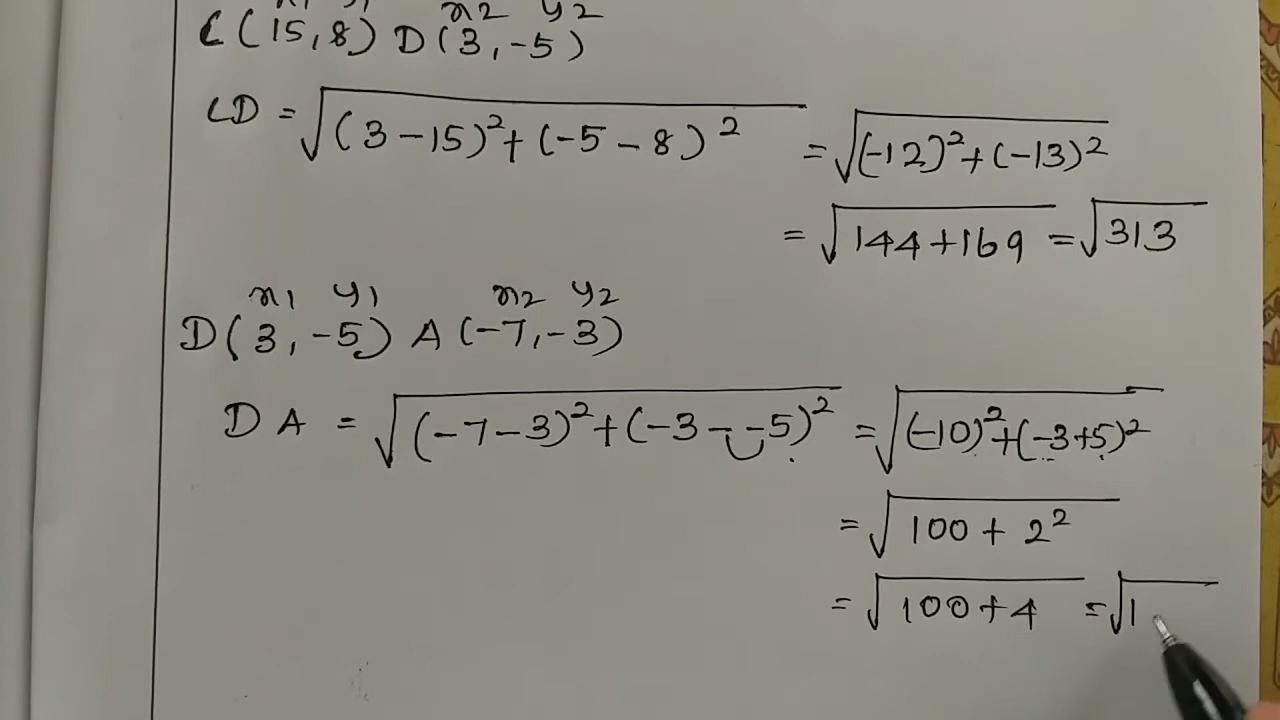 x2 y2
C(15,8) D(3,-5)
CD = √(3-15)²+(-5-8)² = √(-12)²+(-13)²
= √144+169 = √313
x1 y1 x2 y2
D(3,-5) A(-7,-3)
DA = √(-7-3)²+(-3--5)² = √(-10)²+(-3+5)²
= √100+2²
= √100+4 = √1